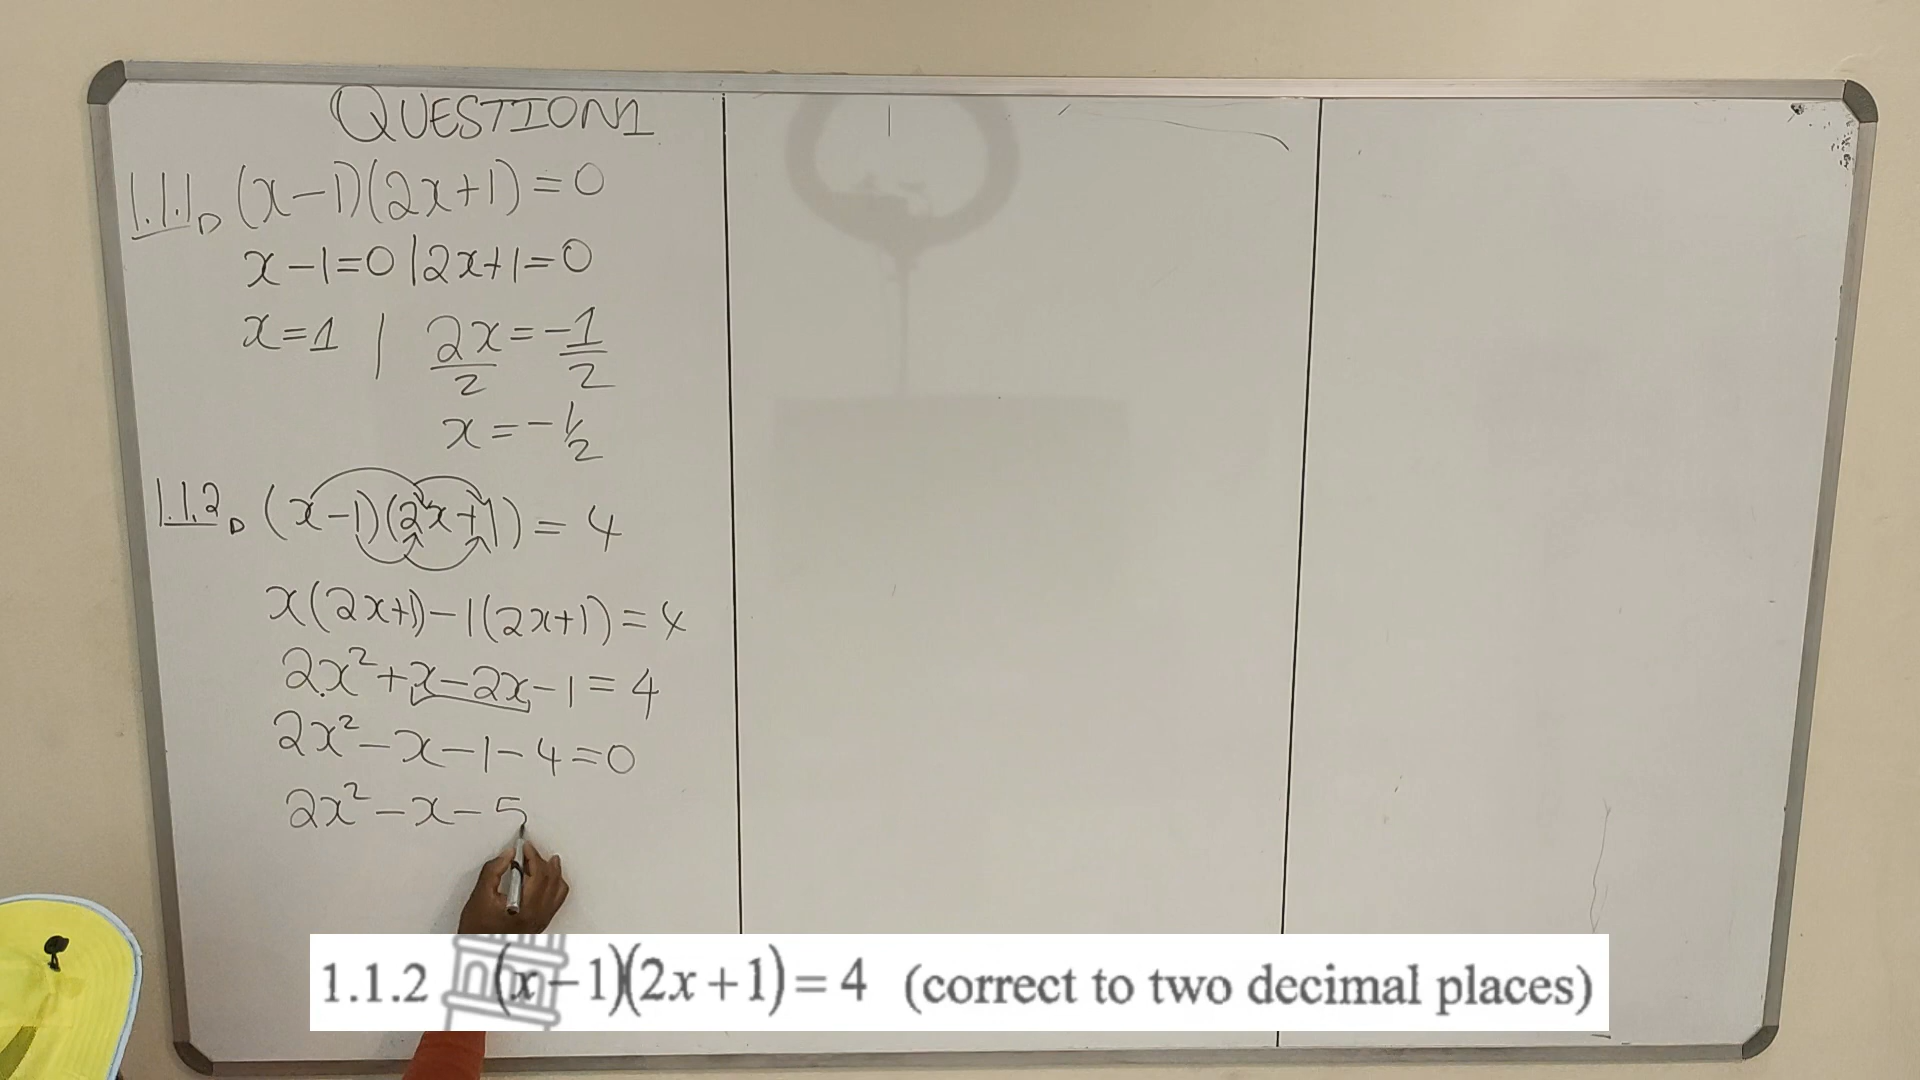 QUESTION 1
1.1.1 (x-1)(2x+1)=0
x-1=0 | 2x+1=0
x=1 | 2x/2=-1/2
x=-1/2
1.1.2 (x-1)(2x+1)=4
x(2x+1)-1(2x+1)=4
2x²+x-2x-1=4
2x²-x-1-4=0
2x²-x-5
1.1.2 (x-1)(2x+1)=4 (correct to two decimal places)